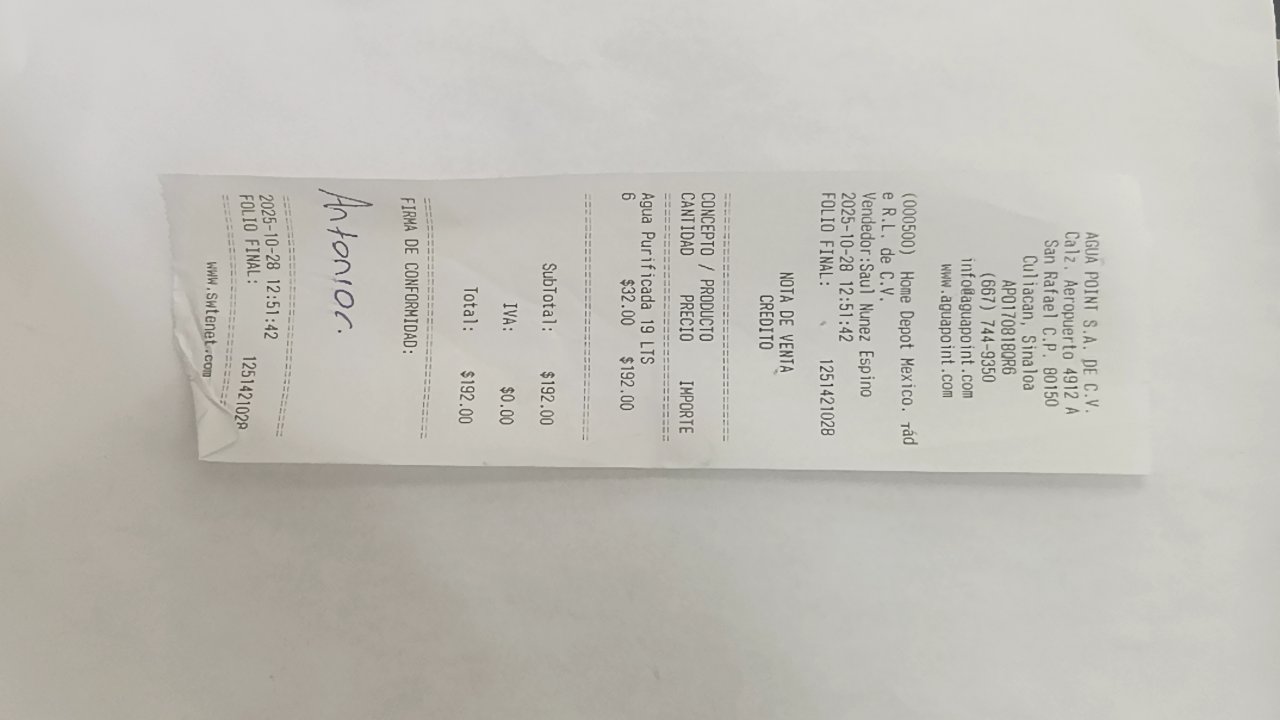 AGUA POINT S.A. DE C.V.
Calz. Aeropuerto 4912 A
San Rafael C.P. 80150
Culiacan, Sinaloa
APO170818QR6
(667) 744-9350
info@aguapoint.com
www.aguapoint.com
(000500) Home Depot Mexico. тád
e R.L. de C.V.
Vendedor:Saul Nunez Espino
2025-10-28 12:51:42
FOLIO FINAL: 1251421028
NOTA DE VENTA
CREDITO
===========================
CONCEPTO / PRODUCTO
CANTIDAD PRECIO IMPORTE
===========================
Agua Purificada 19 LTS
6 $32.00 $192.00
===========================
SubTotal: $192.00
IVA: $0.00
Total: $192.00
===========================
FIRMA DE CONFORMIDAD:
Antonio c.
===========================
2025-10-28 12:51:42
FOLIO FINAL: 1251421028
===========================
www.swtenet.com